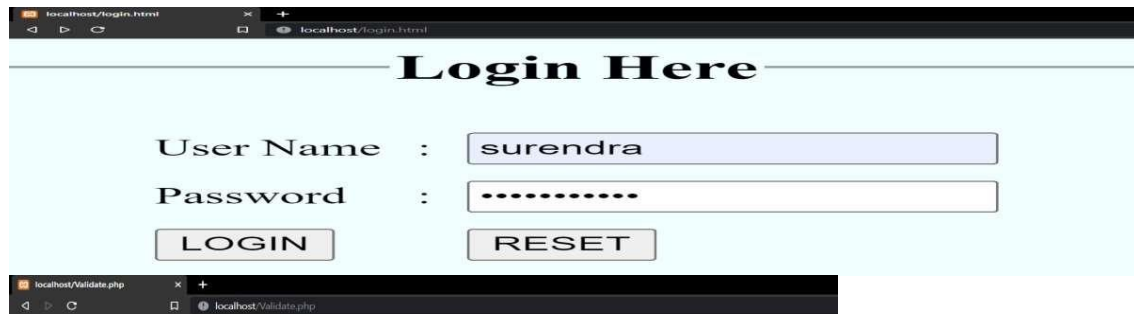 localhost/login.html
localhost/login.html
Login Here
User Name : surendra
Password : •••••••••••
LOGIN RESET
localhost/Validate.php
localhost/Validate.php